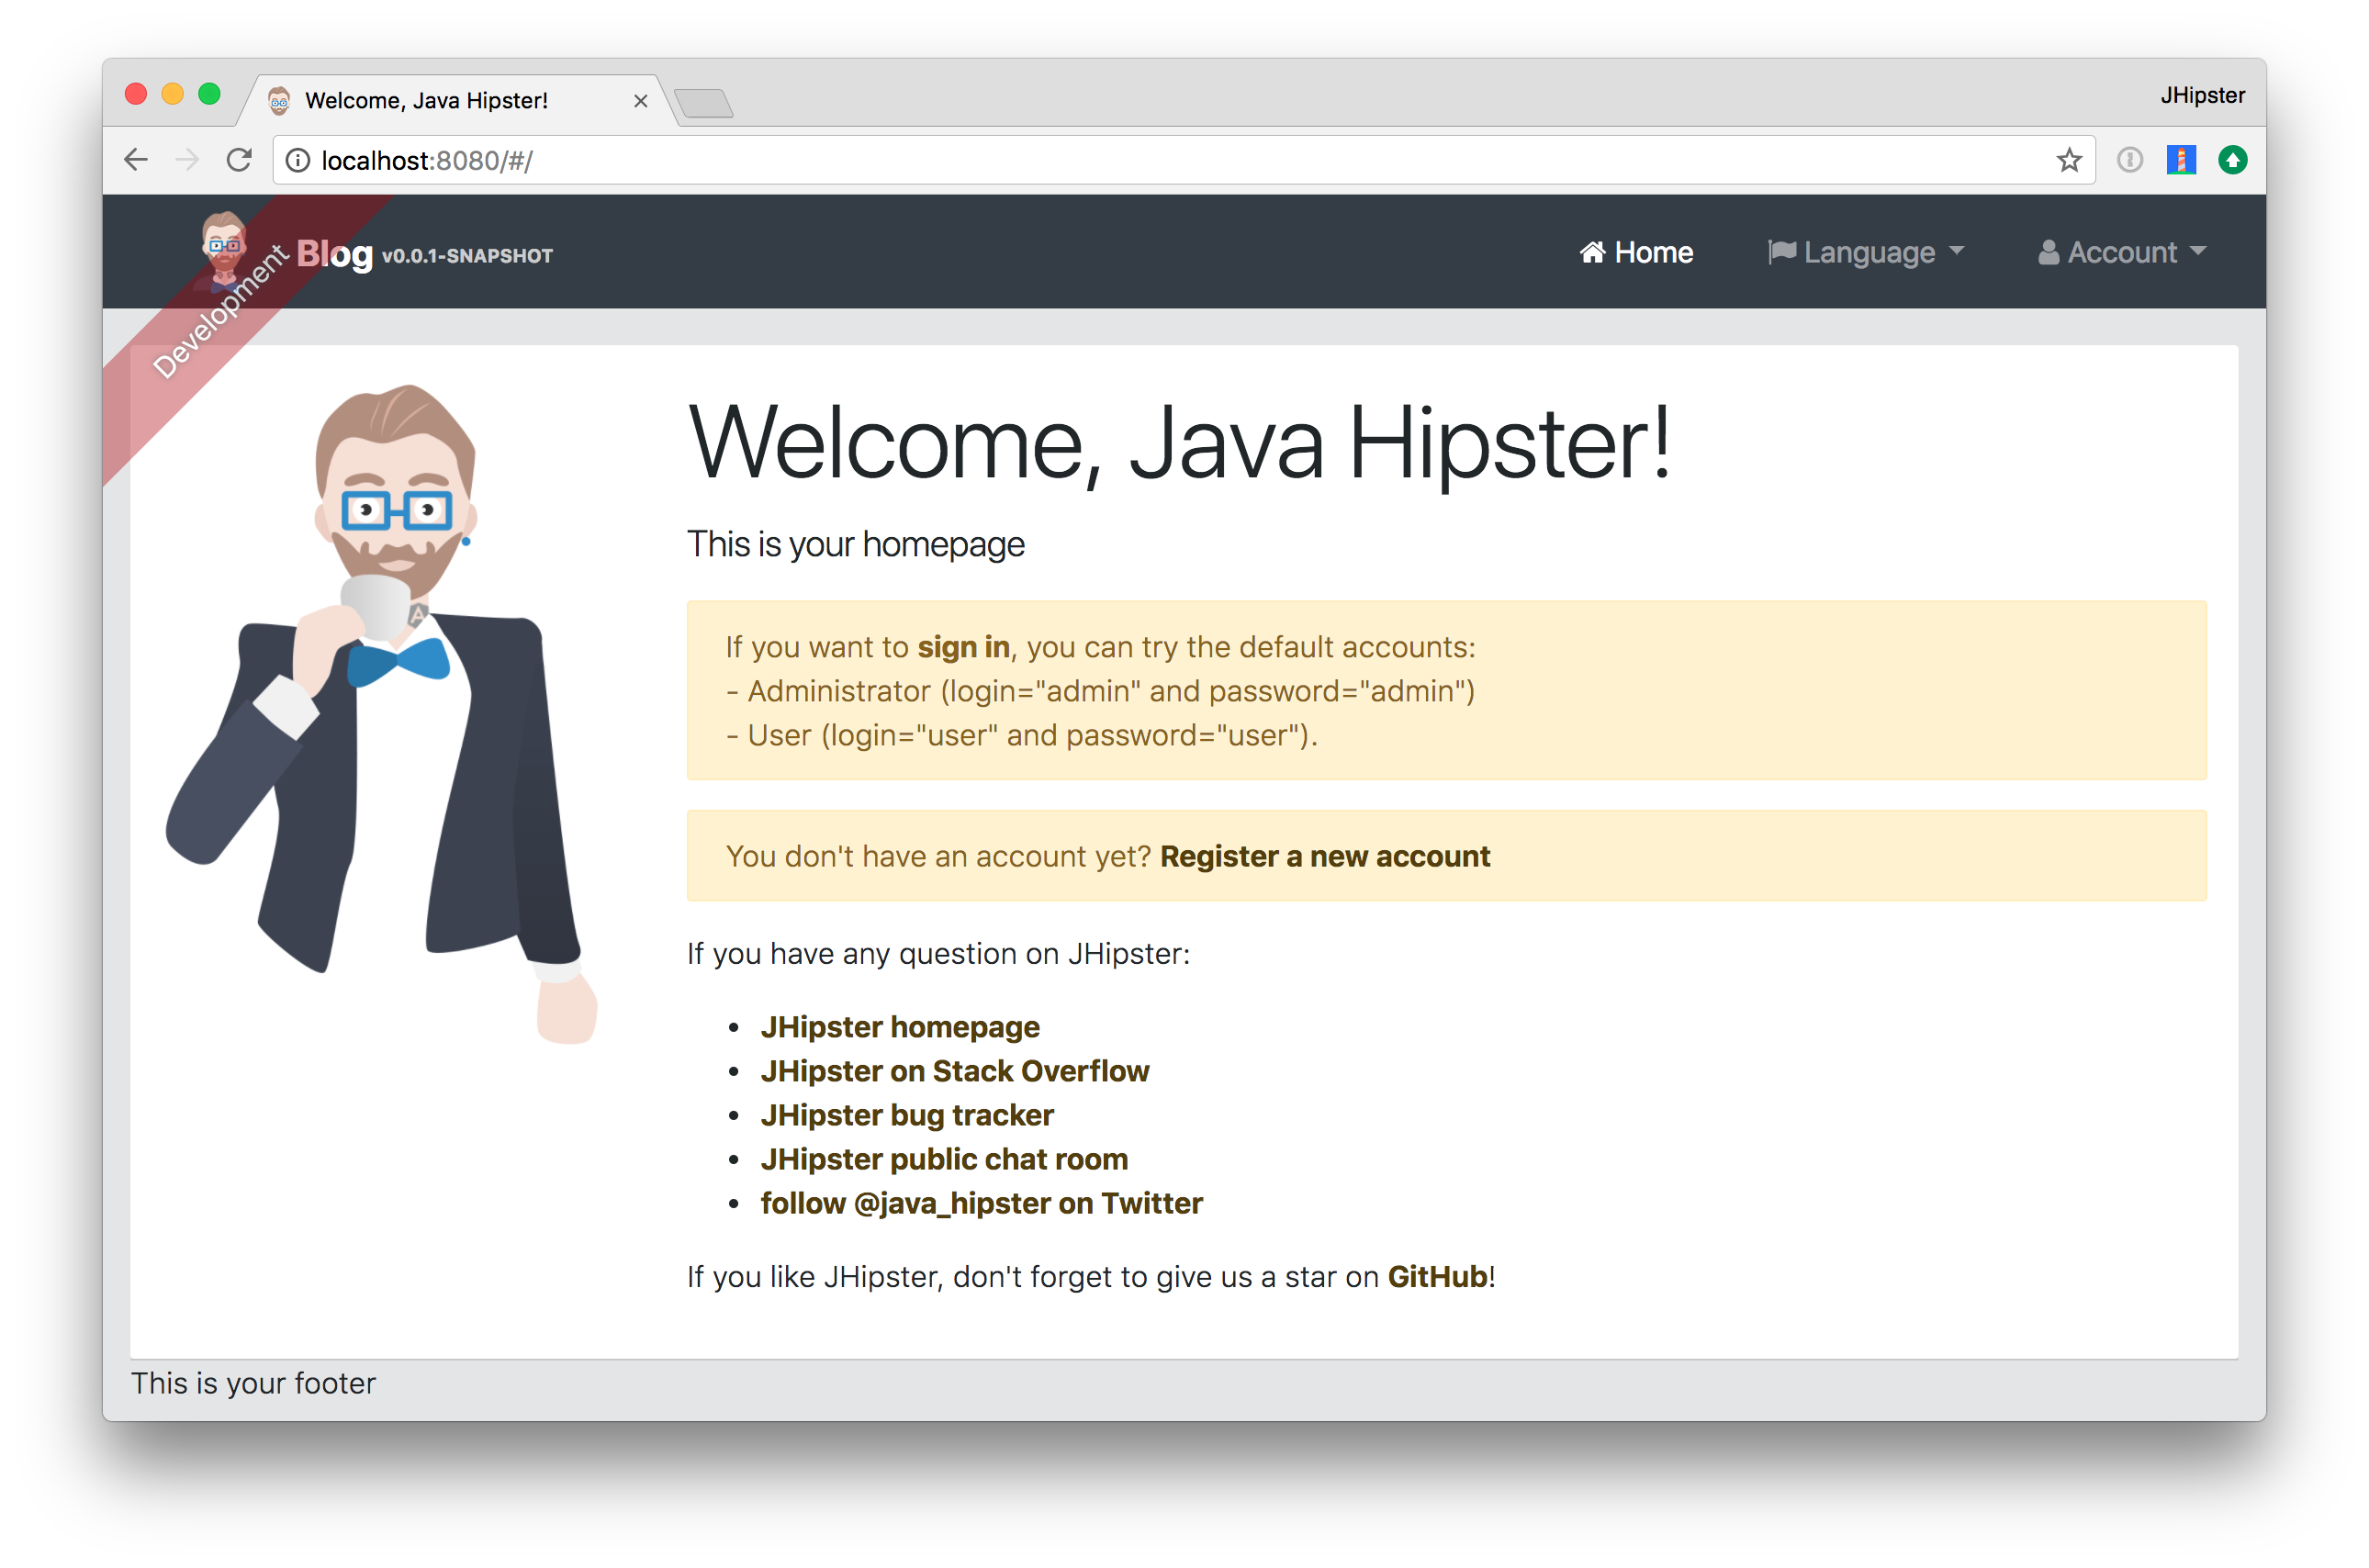 Welcome, Java Hipster!
JHipster
localhost:8080/#/
Development
Blog v0.0.1-SNAPSHOT
Home
Language
Account
Welcome, Java Hipster!
This is your homepage
A
If you want to sign in, you can try the default accounts:
- Administrator (login="admin" and password="admin")
- User (login="user" and password="user").
You don't have an account yet? Register a new account
If you have any question on JHipster:
• JHipster homepage
• JHipster on Stack Overflow
• JHipster bug tracker
• JHipster public chat room
• follow @java_hipster on Twitter
If you like JHipster, don't forget to give us a star on GitHub!
This is your footer